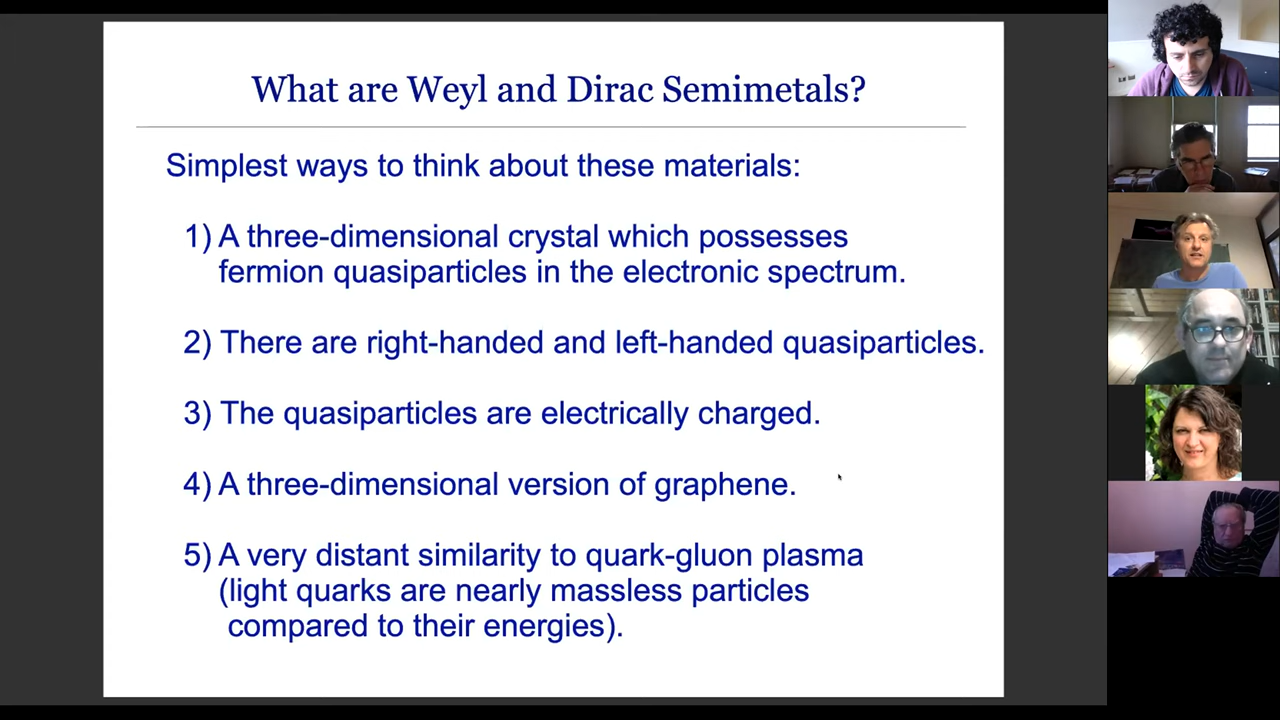 What are Weyl and Dirac Semimetals?
Simplest ways to think about these materials:
1) A three-dimensional crystal which possesses
fermion quasiparticles in the electronic spectrum.
2) There are right-handed and left-handed quasiparticles.
3) The quasiparticles are electrically charged.
4) A three-dimensional version of graphene.
5) A very distant similarity to quark-gluon plasma
(light quarks are nearly massless particles
compared to their energies).